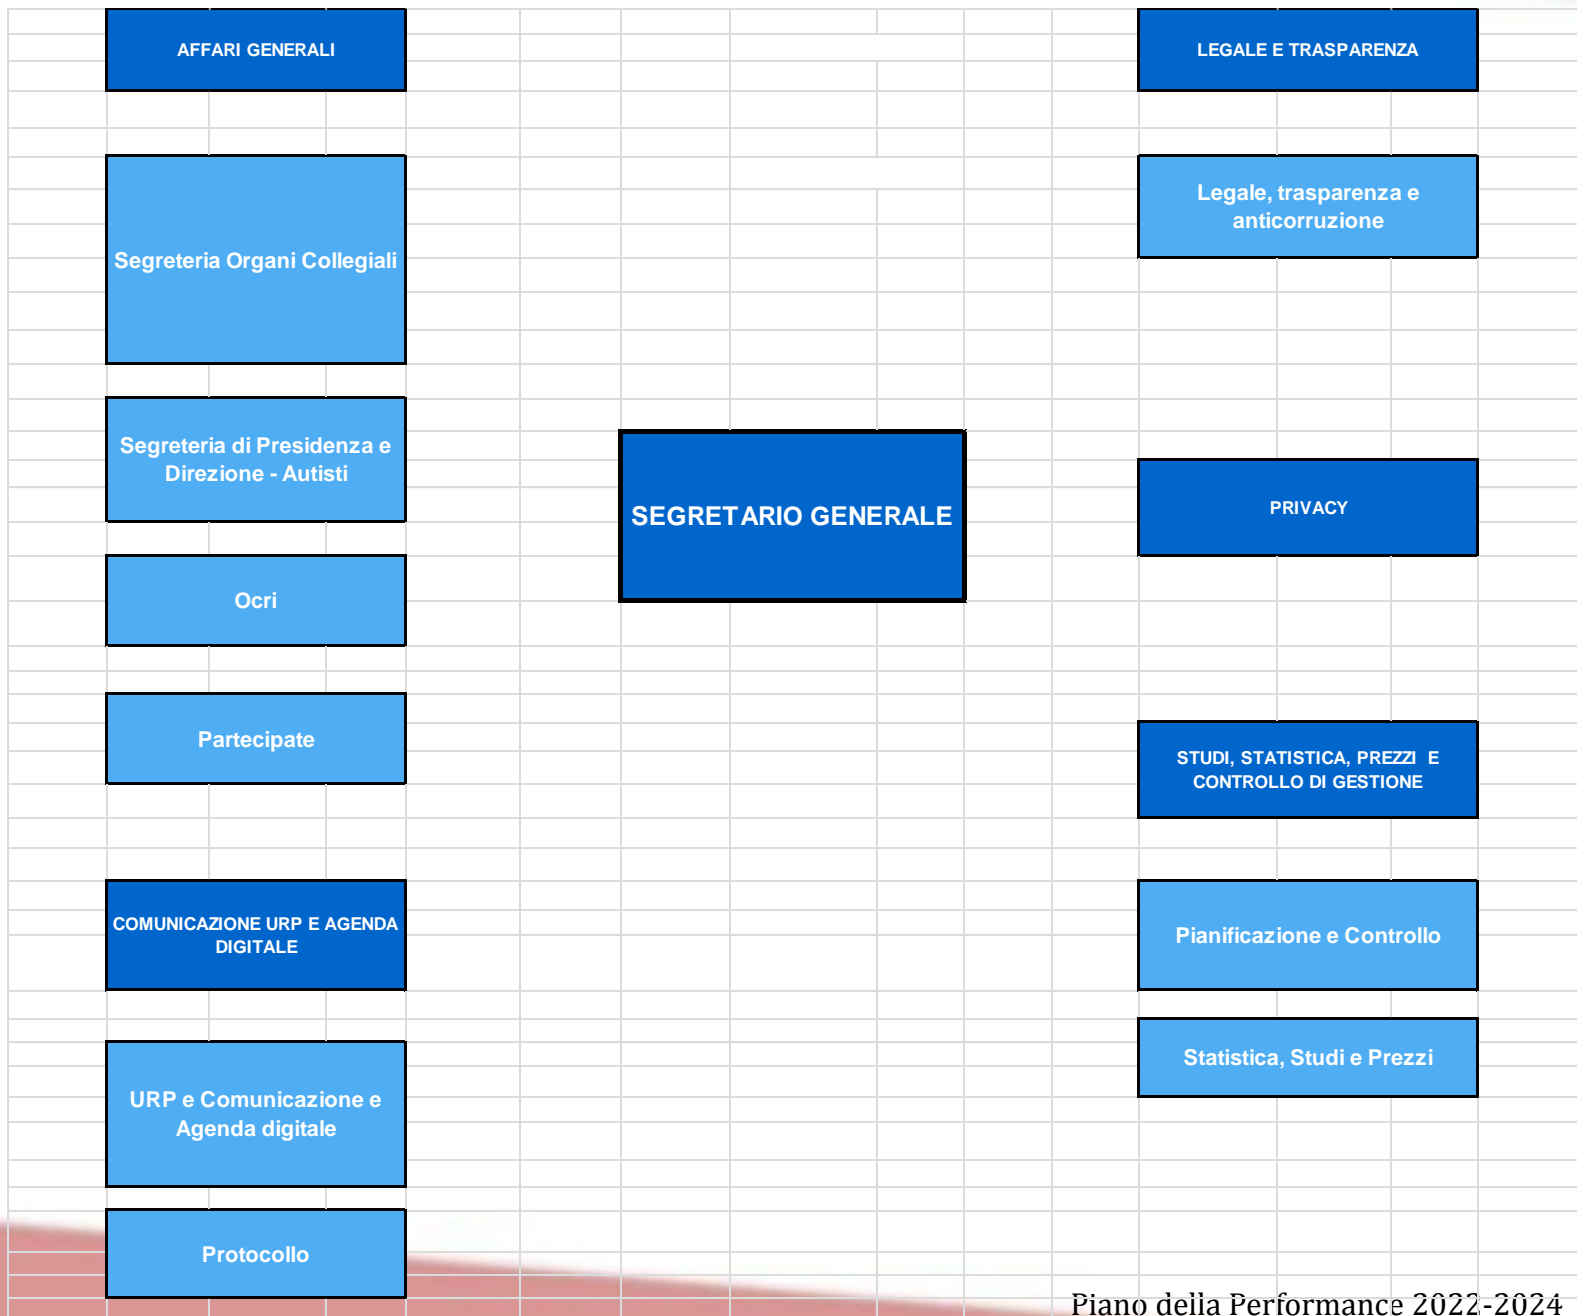 AFFARI GENERALI
Segreteria Organi Collegiali
Segreteria di Presidenza e
Direzione - Autisti
Ocri
Partecipate
COMUNICAZIONE URP E AGENDA
DIGITALE
URP e Comunicazione e
Agenda digitale
Protocollo
SEGRETARIO GENERALE
LEGALE E TRASPARENZA
Legale, trasparenza e
anticorruzione
PRIVACY
STUDI, STATISTICA, PREZZI E
CONTROLLO DI GESTIONE
Pianificazione e Controllo
Statistica, Studi e Prezzi
Piano della Performance 2022-2024